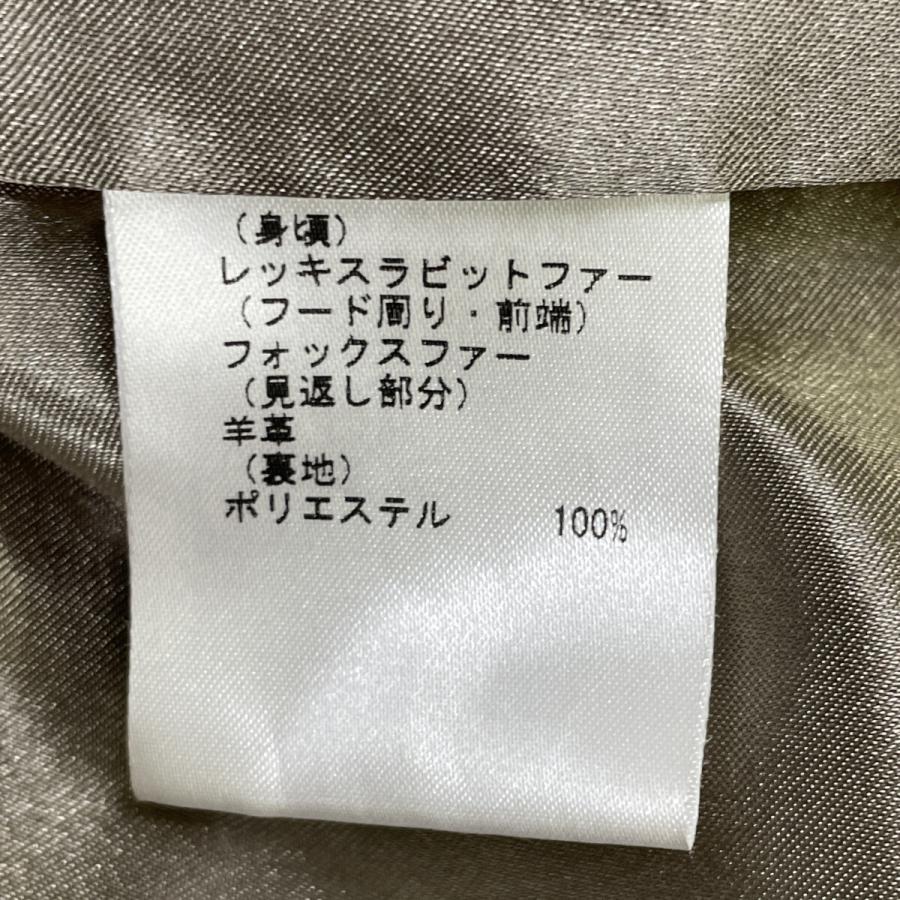 （身頃）
レッキスラビットファー
（フード周り・前端）
フォックスファー
（見返し部分）
羊革
（裏地）
ポリエステル 100%